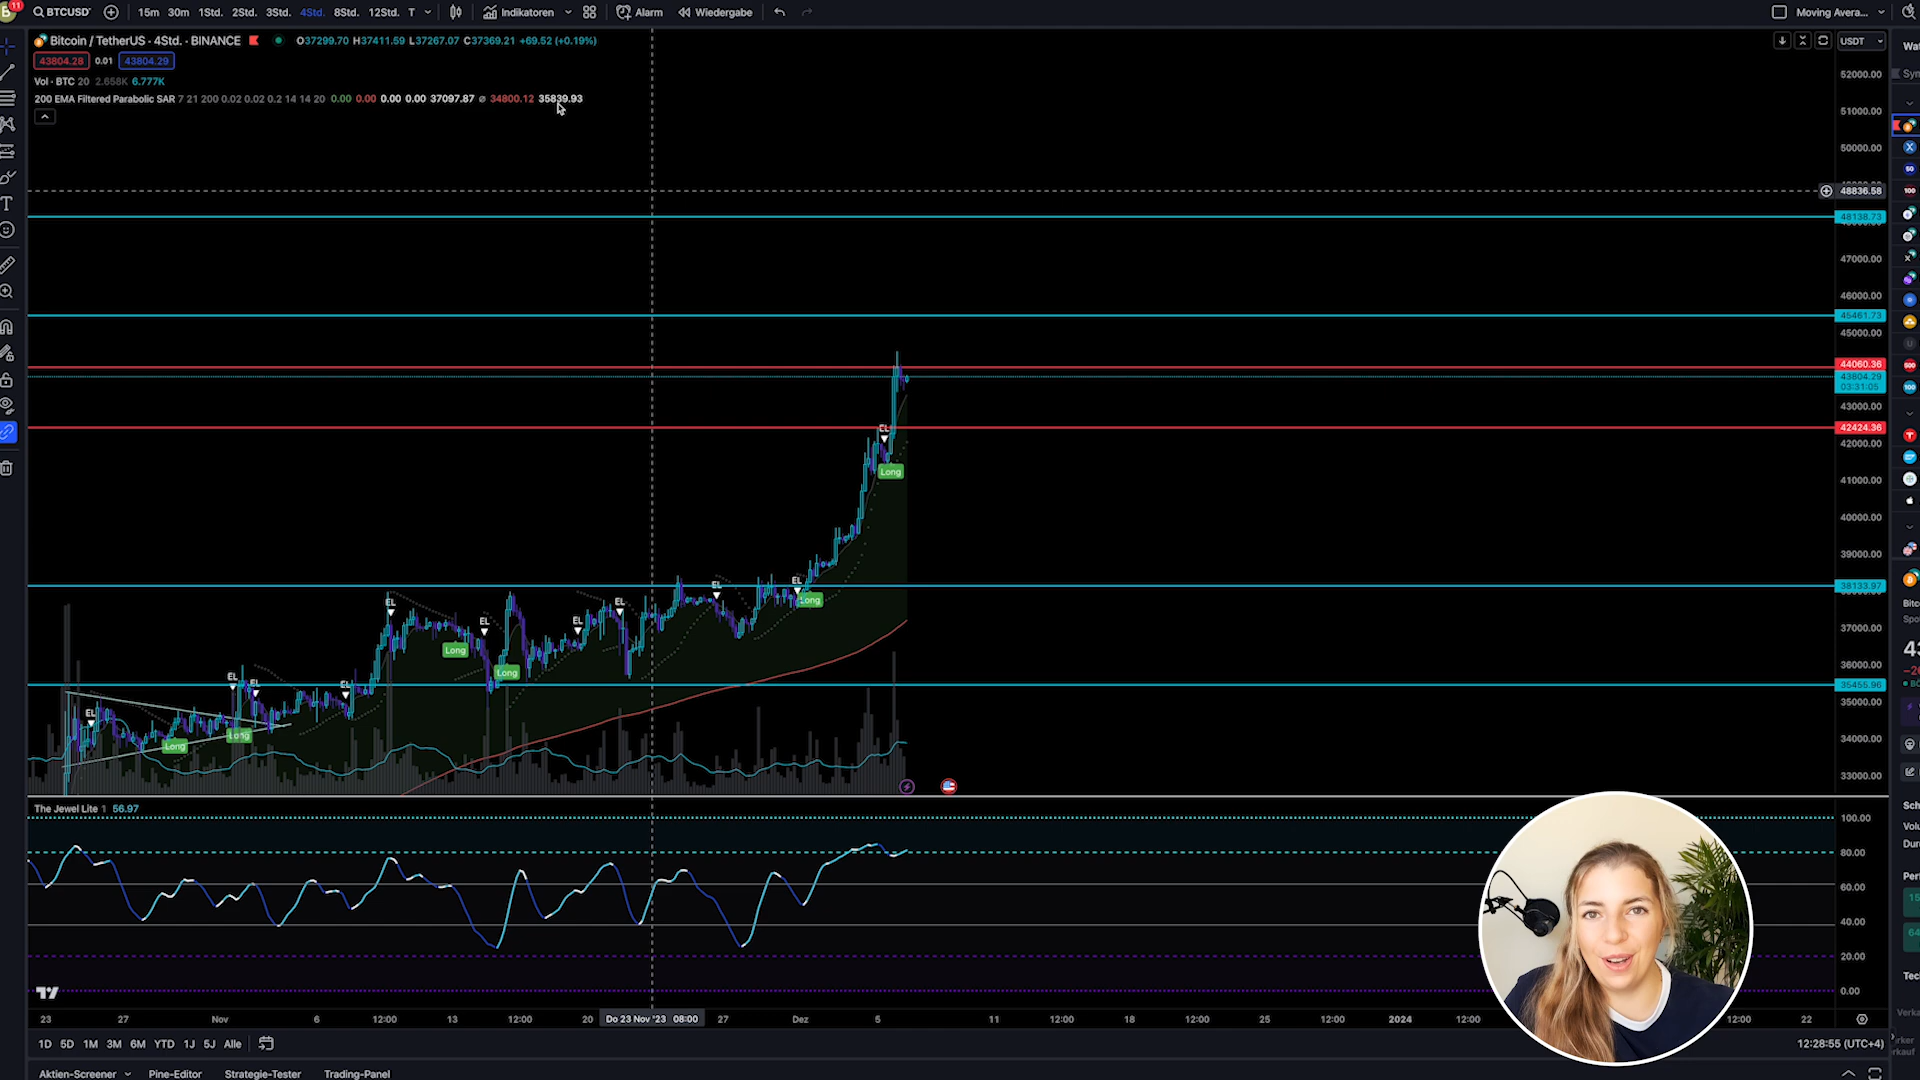 11
BTCUSDT 15m 30m 1Std. 2Std. 3Std. 4Std. 8Std. 12Std. T Indikatoren Alarm Wiedergabe Moving Avera...
Bitcoin / TetherUS · 4Std. · BINANCE O37299.70 H37411.59 L37267.07 C37369.21 +69.52 (+0.19%) USDT
43804.28 0.01 43804.29
Vol · BTC 20 2.658K 6.777K
200 EMA Filtered Parabolic SAR 7 21 200 0.02 0.02 0.2 14 14 20 0.00 0.00 0.00 0.00 37097.87 ∅ 34800.12 35839.93
52000.00
51000.00
50000.00
48836.58
48138.73
47000.00
46000.00
45461.73
45000.00
44060.36
43804.29
03:31:05
43000.00
42424.36
42000.00
41000.00
40000.00
39000.00
38133.97
37000.00
36000.00
35455.96
35000.00
34000.00
33000.00
EL
Long
EL
EL
Long
EL
EL
EL
EL
EL
Long
EL
Long
EL
EL
EL
Long
Long
The Jewel Lite 1 56.97
100.00
80.00
60.00
40.00
20.00
0.00
23 27 Nov 6 12:00 13 12:00 20 Do 23 Nov '23 08:00 27 Dez 5 11 12:00 18 12:00 25 12:00 2024 12:00 12:00 22
1D 5D 1M 3M 6M YTD 1J 5J Alle 12:28:55 (UTC+4)
Aktien-Screener Pine-Editor Strategie-Tester Trading-Panel